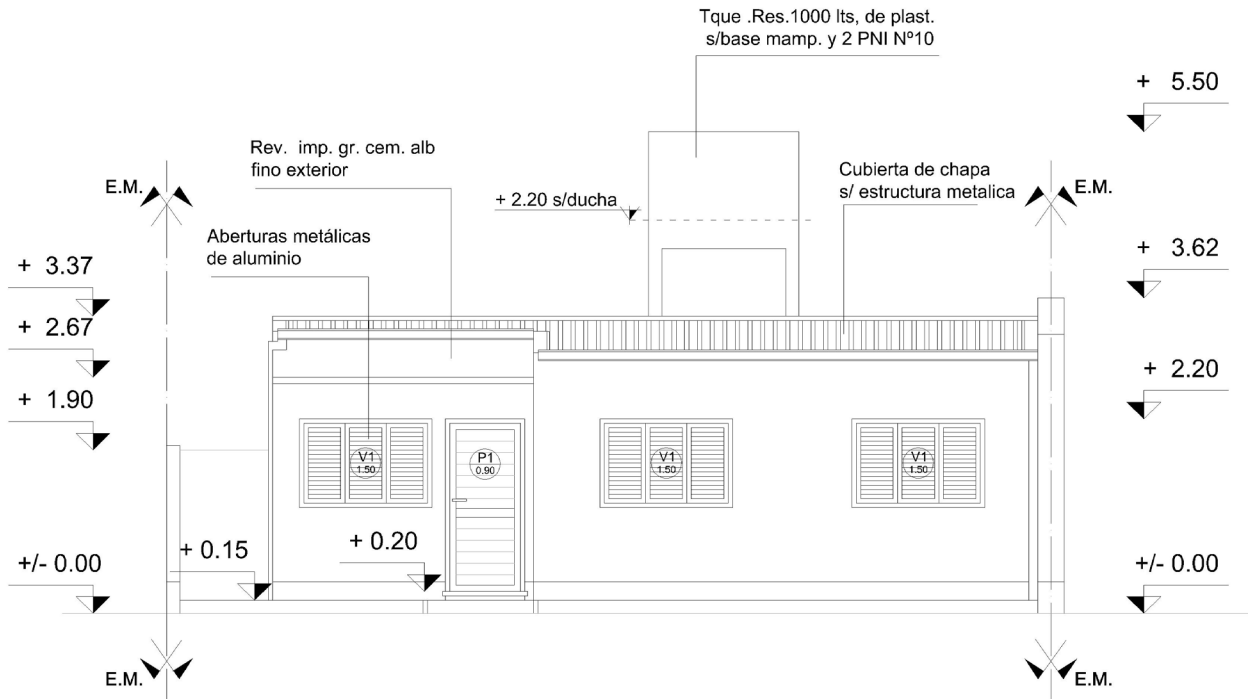 Tque .Res.1000 lts, de plast.
s/base mamp. y 2 PNI Nº10
+ 5.50
Rev. imp. gr. cem. alb
fino exterior
Cubierta de chapa
s/ estructura metalica
E.M.
+ 2.20 s/ducha
E.M.
Aberturas metálicas
de aluminio
+ 3.37
+ 3.62
+ 2.67
+ 1.90
+ 2.20
V1
1.50
P1
0.90
V1
1.50
V1
1.50
+ 0.15
+ 0.20
+/- 0.00
+/- 0.00
E.M.
E.M.